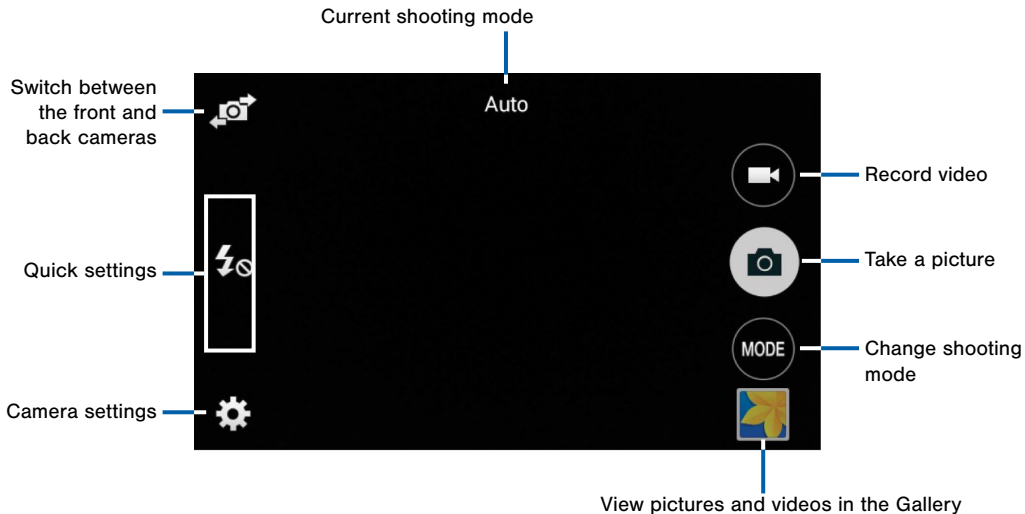 Current shooting mode
Switch between
the front and
back cameras
Auto
Record video
Quick settings
Take a picture
MODE
Change shooting
mode
Camera settings
View pictures and videos in the Gallery